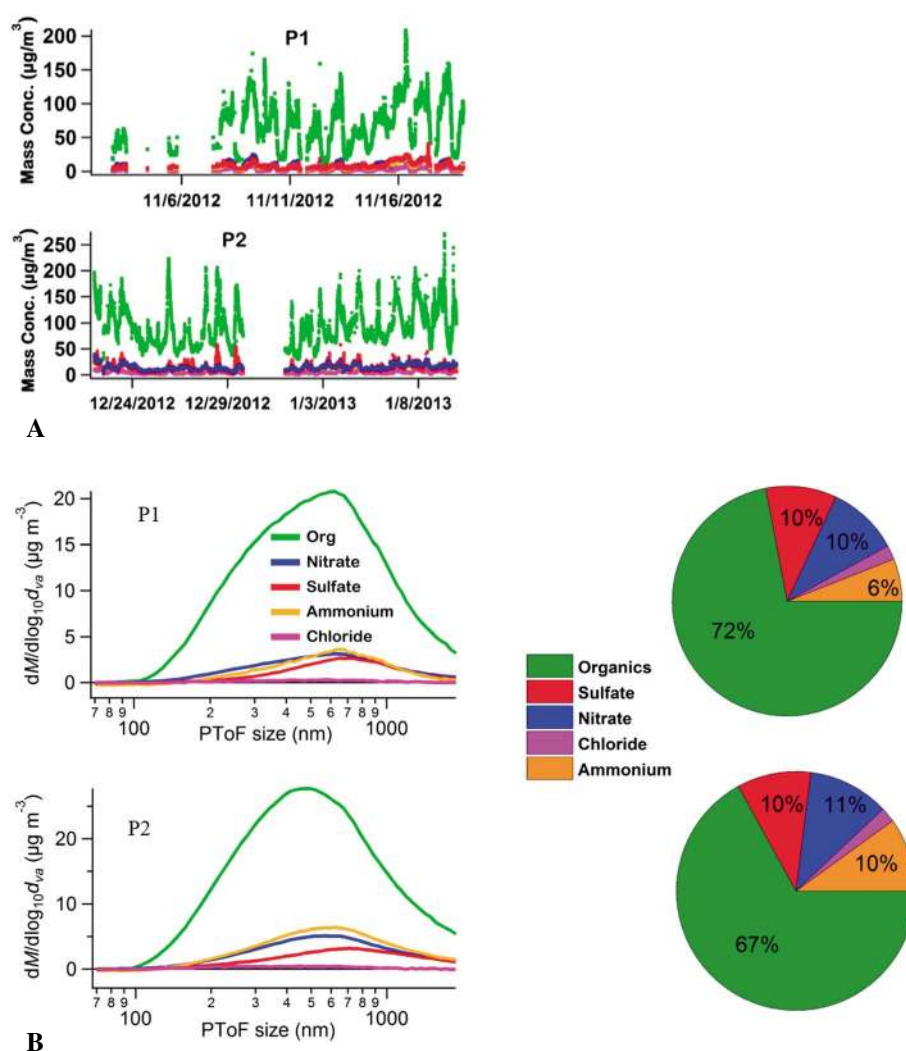 P1
Mass Conc. (µg/m³)
200
150
100
50
0
11/6/2012 11/11/2012 11/16/2012
P2
Mass Conc. (µg/m³)
250
200
150
100
50
0
12/24/2012 12/29/2012 1/3/2013 1/8/2013
A
P1
dM/dlog₁₀dva (µg m⁻³)
20
15
10
5
0
Org
Nitrate
Sulfate
Ammonium
Chloride
7 8 9 100 2 3 4 5 6 7 1000
PToF size (nm)
P2
dM/dlog₁₀dva (µg m⁻³)
20
10
0
7 8 9 100 2 3 4 5 6 7 1000
PToF size (nm)
B
10%
10%
6%
72%
Organics
Sulfate
Nitrate
Chloride
Ammonium
10%
11%
10%
67%